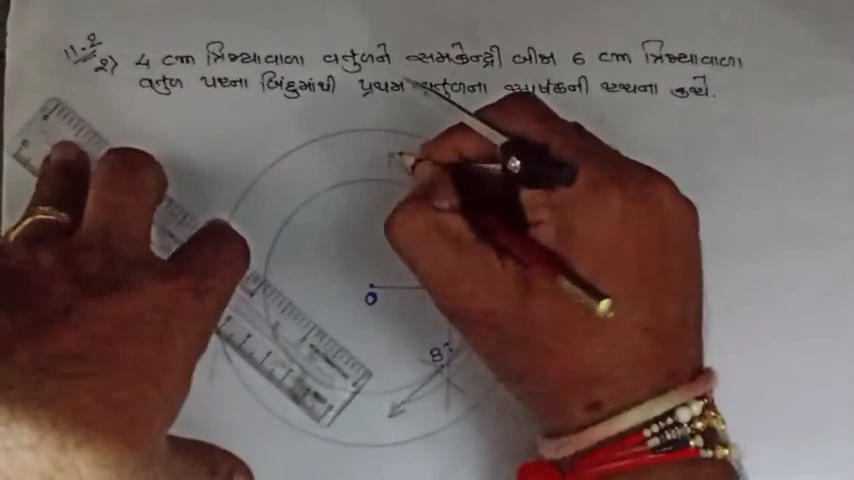 11.2
2) 4 cm ત્રિજ્યાવાળા વર્તુળને સમકેન્દ્રી બીજા 6 cm ત્રિજ્યાવાળા
વર્તુળ પરના બિંદુમાંથી પ્રથમ વર્તુળના સ્પર્શકની રચના કરો.
O
B